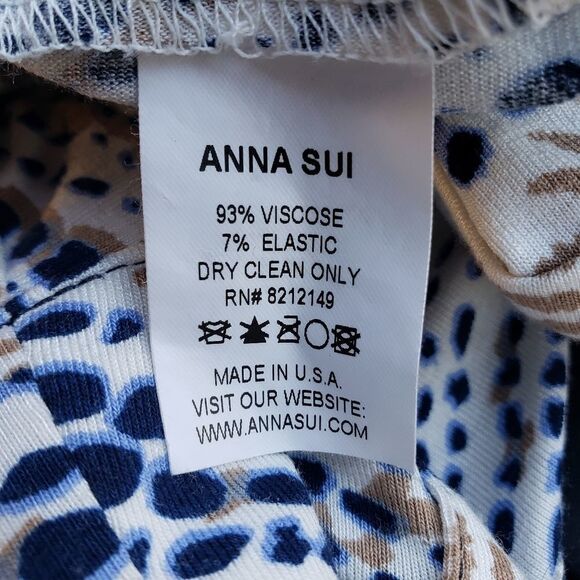 ANNA SUI
93% VISCOSE
7% ELASTIC
DRY CLEAN ONLY
RN# 8212149
MADE IN U.S.A.
VISIT OUR WEBSITE:
WWW.ANNASUI.COM